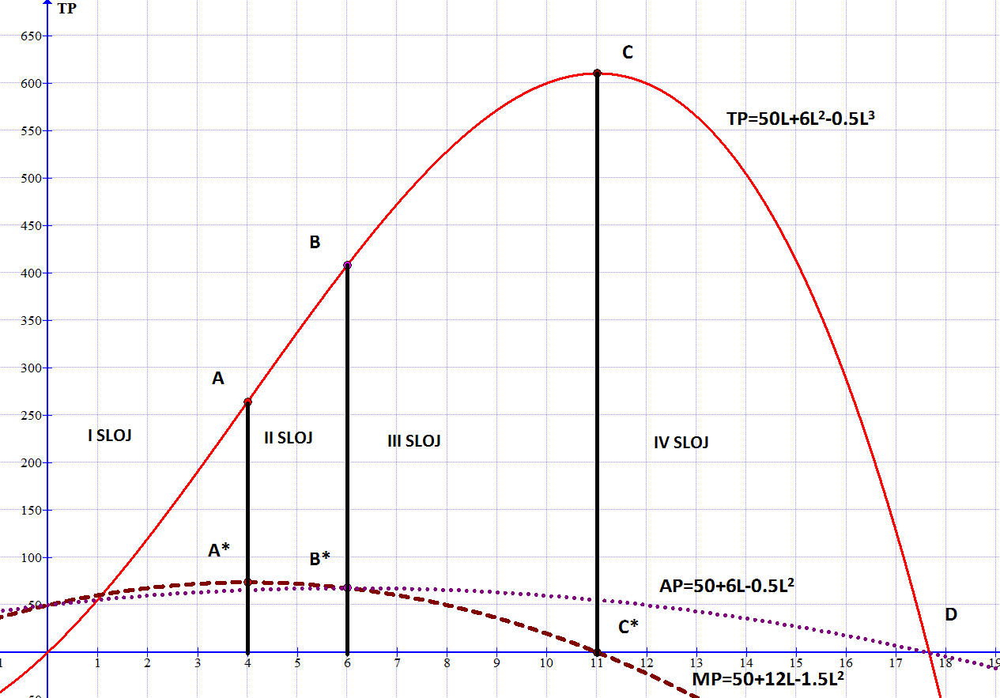 TP
650
600
C
TP=50L+6L²-0.5L³
550
500
450
400
B
350
300
A
250
I SLOJ
II SLOJ
III SLOJ
IV SLOJ
200
150
100
A*
B*
AP=50+6L-0.5L²
50
C*
D
1 1 2 3 4 5 6 7 8 9 10 11 12 13 14 15 16 17 18 19
MP=50+12L-1.5L²